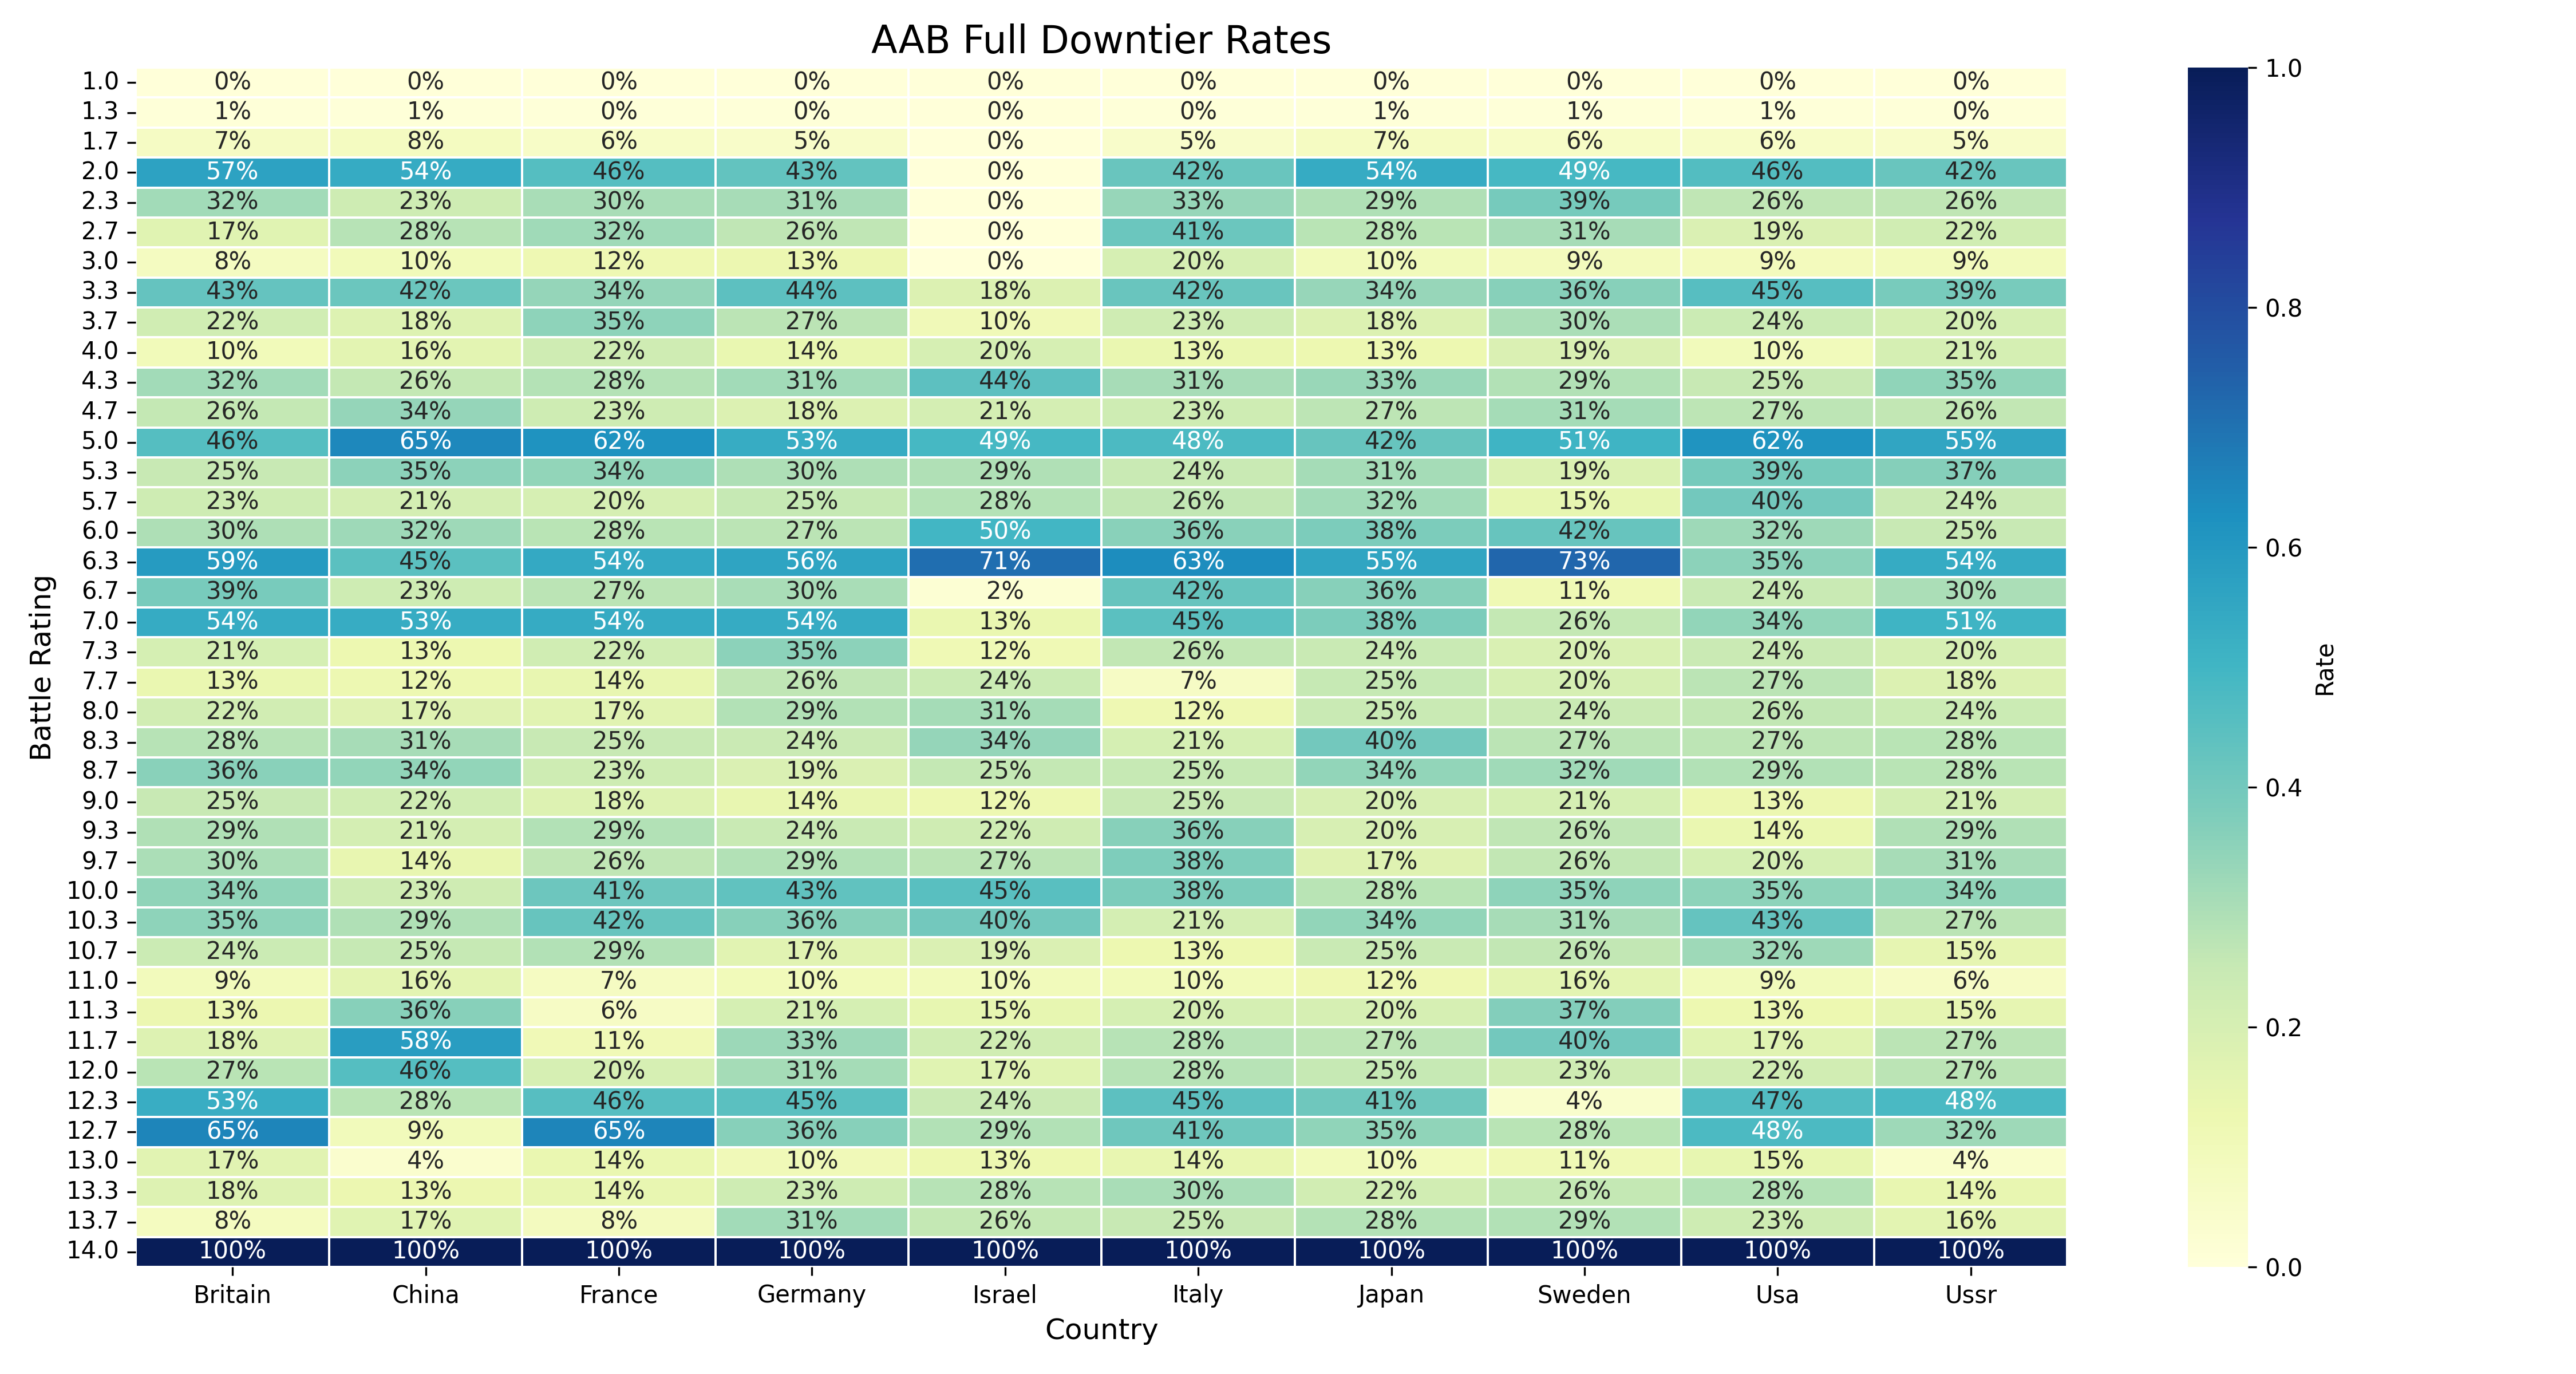 AAB Full Downtier Rates
1.0 0% 0% 0% 0% 0% 0% 0% 0% 0% 0% 1.0
1.3 1% 1% 0% 0% 0% 0% 1% 1% 1% 0%
1.7 7% 8% 6% 5% 0% 5% 7% 6% 6% 5%
2.0 57% 54% 46% 43% 0% 42% 54% 49% 46% 42%
2.3 32% 23% 30% 31% 0% 33% 29% 39% 26% 26%
2.7 17% 28% 32% 26% 0% 41% 28% 31% 19% 22%
3.0 8% 10% 12% 13% 0% 20% 10% 9% 9% 9%
3.3 43% 42% 34% 44% 18% 42% 34% 36% 45% 39% 0.8
3.7 22% 18% 35% 27% 10% 23% 18% 30% 24% 20%
4.0 10% 16% 22% 14% 20% 13% 13% 19% 10% 21%
4.3 32% 26% 28% 31% 44% 31% 33% 29% 25% 35%
4.7 26% 34% 23% 18% 21% 23% 27% 31% 27% 26%
5.0 46% 65% 62% 53% 49% 48% 42% 51% 62% 55%
5.3 25% 35% 34% 30% 29% 24% 31% 19% 39% 37%
5.7 23% 21% 20% 25% 28% 26% 32% 15% 40% 24%
6.0 30% 32% 28% 27% 50% 36% 38% 42% 32% 25%
6.3 59% 45% 54% 56% 71% 63% 55% 73% 35% 54% 0.6
6.7 39% 23% 27% 30% 2% 42% 36% 11% 24% 30%
7.0 54% 53% 54% 54% 13% 45% 38% 26% 34% 51%
7.3 21% 13% 22% 35% 12% 26% 24% 20% 24% 20%
Battle Rating
Rate
7.7 13% 12% 14% 26% 24% 7% 25% 20% 27% 18%
8.0 22% 17% 17% 29% 31% 12% 25% 24% 26% 24%
8.3 28% 31% 25% 24% 34% 21% 40% 27% 27% 28%
8.7 36% 34% 23% 19% 25% 25% 34% 32% 29% 28%
9.0 25% 22% 18% 14% 12% 25% 20% 21% 13% 21% 0.4
9.3 29% 21% 29% 24% 22% 36% 20% 26% 14% 29%
9.7 30% 14% 26% 29% 27% 38% 17% 26% 20% 31%
10.0 34% 23% 41% 43% 45% 38% 28% 35% 35% 34%
10.3 35% 29% 42% 36% 40% 21% 34% 31% 43% 27%
10.7 24% 25% 29% 17% 19% 13% 25% 26% 32% 15%
11.0 9% 16% 7% 10% 10% 10% 12% 16% 9% 6%
11.3 13% 36% 6% 21% 15% 20% 20% 37% 13% 15%
11.7 18% 58% 11% 33% 22% 28% 27% 40% 17% 27% 0.2
12.0 27% 46% 20% 31% 17% 28% 25% 23% 22% 27%
12.3 53% 28% 46% 45% 24% 45% 41% 4% 47% 48%
12.7 65% 9% 65% 36% 29% 41% 35% 28% 48% 32%
13.0 17% 4% 14% 10% 13% 14% 10% 11% 15% 4%
13.3 18% 13% 14% 23% 28% 30% 22% 26% 28% 14%
13.7 8% 17% 8% 31% 26% 25% 28% 29% 23% 16%
14.0 100% 100% 100% 100% 100% 100% 100% 100% 100% 100% 0.0
Britain China France Germany Israel Italy Japan Sweden Usa Ussr
Country